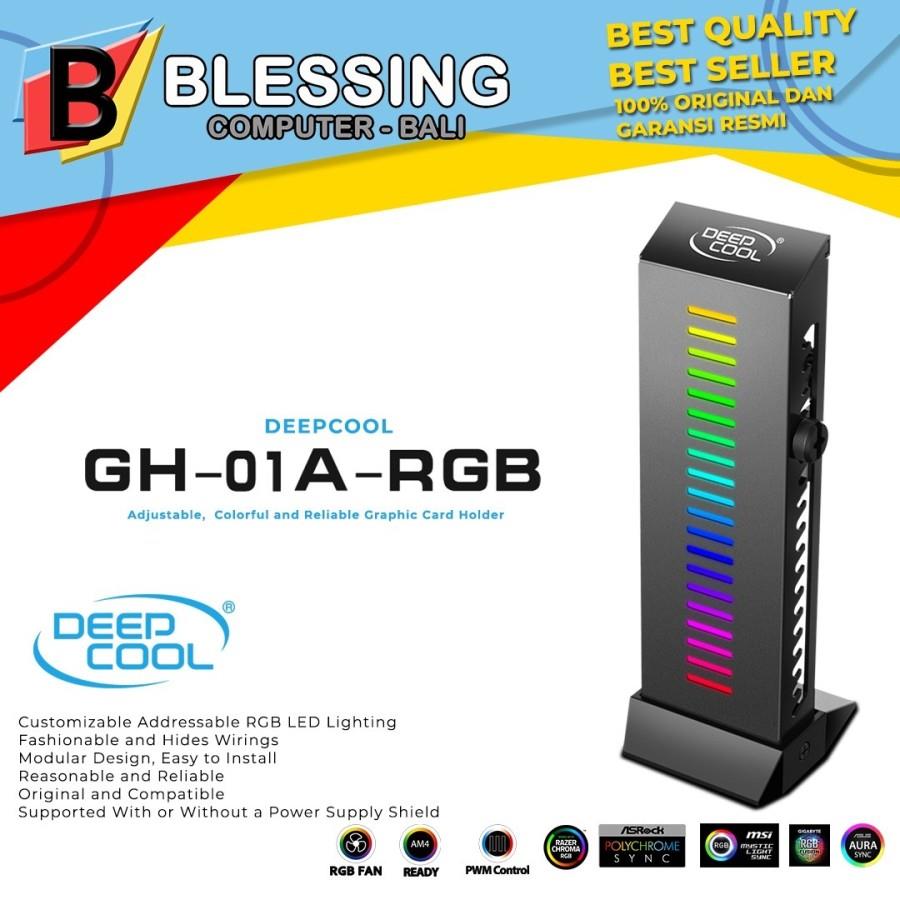 B BLESSING
COMPUTER - BALI
BEST QUALITY
BEST SELLER
100% ORIGINAL DAN
GARANSI RESMI
DEEP
COOL®
DEEPCOOL
GH-01A-RGB
Adjustable, Colorful and Reliable Graphic Card Holder
DEEP
COOL®
Customizable Addressable RGB LED Lighting
Fashionable and Hides Wirings
Modular Design, Easy to Install
Reasonable and Reliable
Original and Compatible
Supported With or Without a Power Supply Shield
RGB FAN
AM4
READY
PWM Control
RAZER
CHROMA
RGB
ASRock
POLYCHROME
SYNC
RGB
msi
MYSTIC
LIGHT
SYNC
GIGABYTE
RGB
FUSION
ASUS
AURA
SYNC